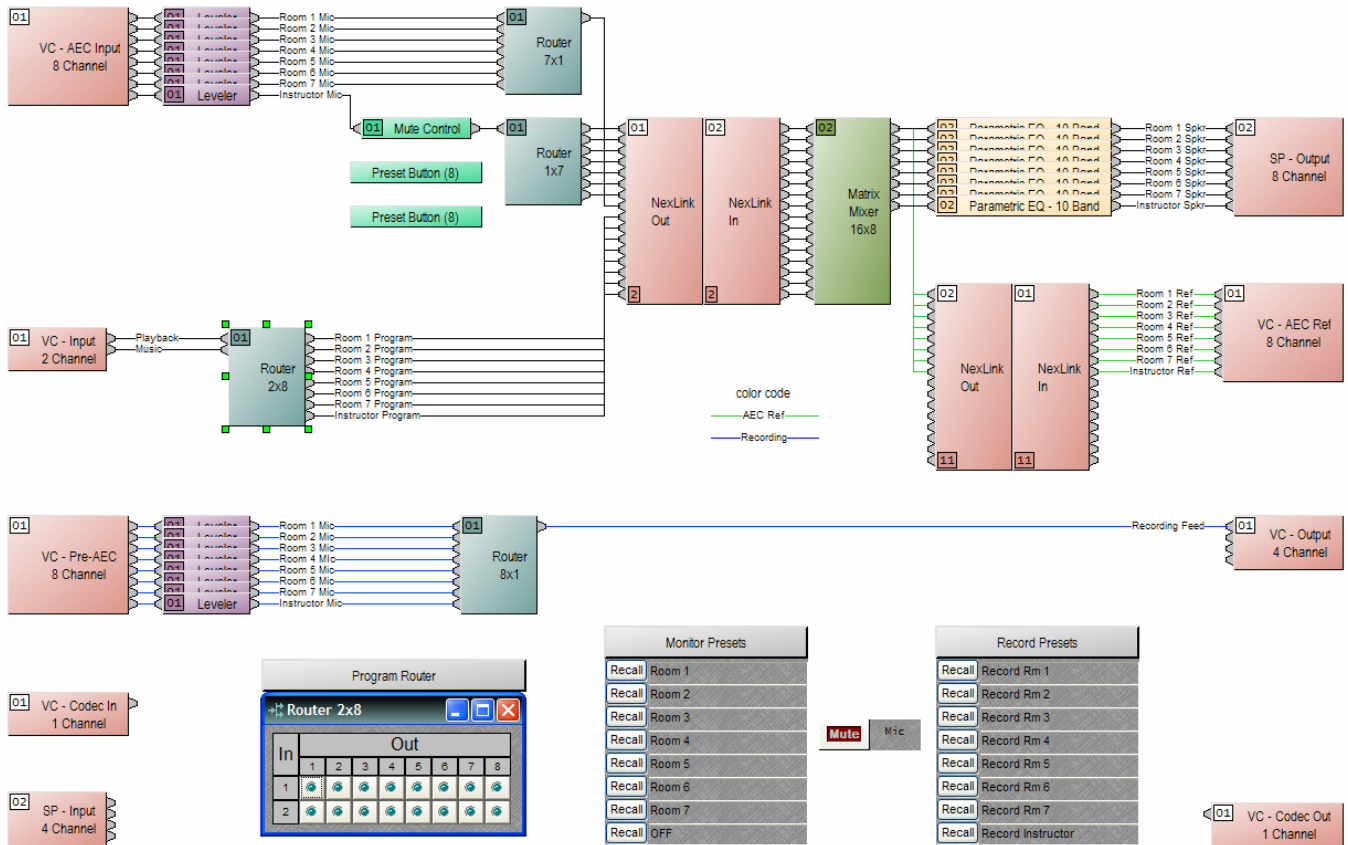 01
VC - AEC Input
8 Channel
01 Leveler
Room 1 Mic
Room 2 Mic
Room 3 Mic
Room 4 Mic
Room 5 Mic
Room 6 Mic
Room 7 Mic
Instructor Mic
01
Router
7x1
01 Mute Control
Preset Button (8)
Preset Button (8)
01
Router
1x7
01
NexLink
Out
2
02
NexLink
In
2
02
Matrix
Mixer
16x8
02 Parametric EQ - 10 Band
Room 1 Spkr
Room 2 Spkr
Room 3 Spkr
Room 4 Spkr
Room 5 Spkr
Room 6 Spkr
Room 7 Spkr
Instructor Spkr
02
SP - Output
8 Channel
01
VC - Input
2 Channel
Playback
Music
01
Router
2x8
Room 1 Program
Room 2 Program
Room 3 Program
Room 4 Program
Room 5 Program
Room 6 Program
Room 7 Program
Instructor Program
color code
AEC Ref
Recording
02
NexLink
Out
11
01
NexLink
In
11
Room 1 Ref
Room 2 Ref
Room 3 Ref
Room 4 Ref
Room 5 Ref
Room 6 Ref
Room 7 Ref
Instructor Ref
01
VC - AEC Ref
8 Channel
01
VC - Pre-AEC
8 Channel
01 Leveler
Room 1 Mic
Room 2 Mic
Room 3 Mic
Room 4 MIc
Room 5 Mic
Room 6 Mic
Room 7 Mic
Instructor Mic
01
Router
8x1
Recording Feed
01
VC - Output
4 Channel
01
VC - Codec In
1 Channel
02
SP - Input
4 Channel
Program Router
Router 2x8
In
Out
1 2 3 4 5 6 7 8
1
2
Monitor Presets
Recall Room 1
Recall Room 2
Recall Room 3
Recall Room 4
Recall Room 5
Recall Room 6
Recall Room 7
Recall OFF
Mute Mic
Record Presets
Recall Record Rm 1
Recall Record Rm 2
Recall Record Rm 3
Recall Record Rm 4
Recall Record Rm 5
Recall Record Rm 6
Recall Record Rm 7
Recall Record Instructor
01
VC - Codec Out
1 Channel